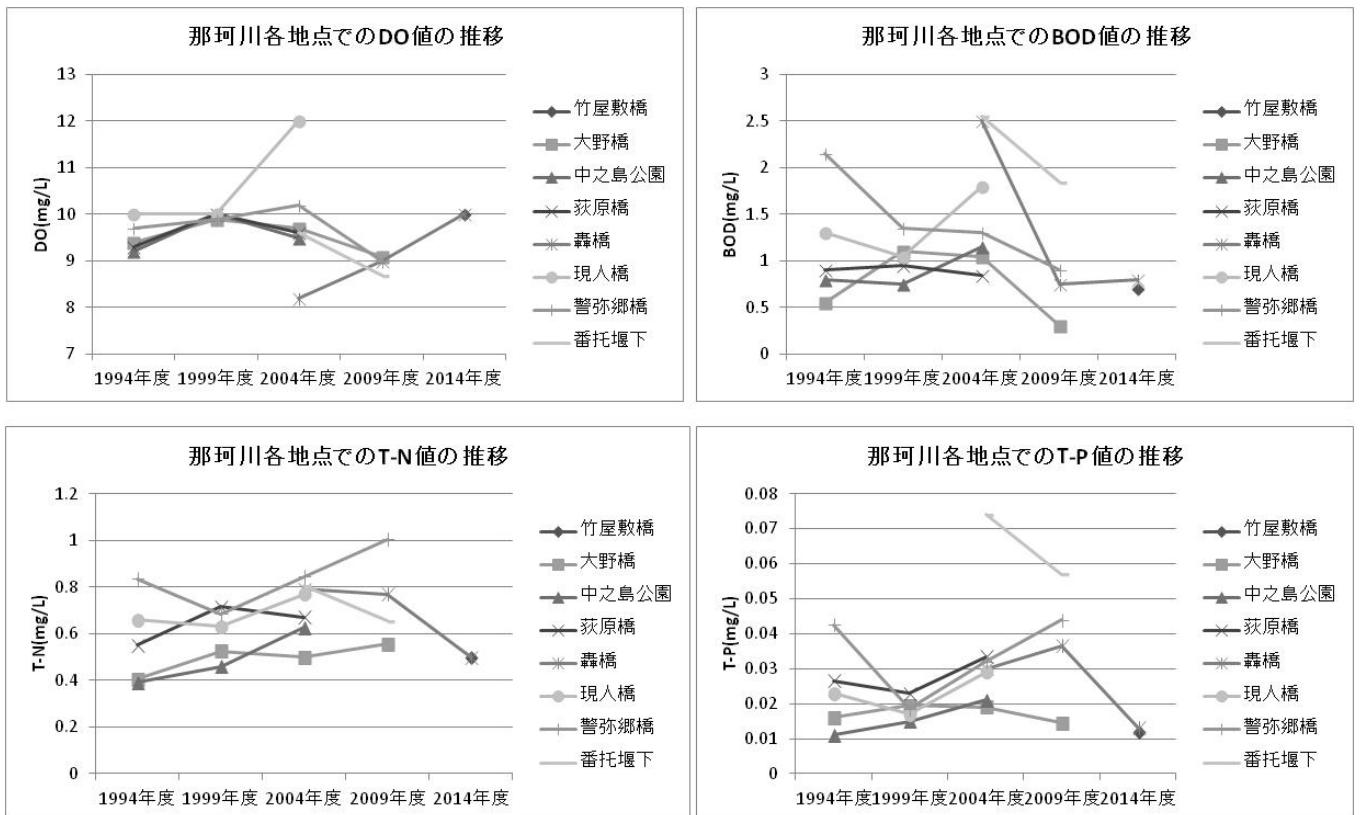 那珂川各地点でのDO値の推移
DO(mg/L)
13
12
11
10
9
8
7
1994年度 1999年度 2004年度 2009年度 2014年度
竹屋敷橋
大野橋
中之島公園
荻原橋
轟橋
現人橋
警弥郷橋
番托堰下
那珂川各地点でのBOD値の推移
BOD(mg/L)
3
2.5
2
1.5
1
0.5
0
1994年度 1999年度 2004年度 2009年度 2014年度
竹屋敷橋
大野橋
中之島公園
荻原橋
轟橋
現人橋
警弥郷橋
番托堰下
那珂川各地点でのT-N値の推移
T-N(mg/L)
1.2
1
0.8
0.6
0.4
0.2
0
1994年度 1999年度 2004年度 2009年度 2014年度
竹屋敷橋
大野橋
中之島公園
荻原橋
轟橋
現人橋
警弥郷橋
番托堰下
那珂川各地点でのT-P値の推移
T-P(mg/L)
0.08
0.07
0.06
0.05
0.04
0.03
0.02
0.01
0
1994年度 1999年度 2004年度 2009年度 2014年度
竹屋敷橋
大野橋
中之島公園
荻原橋
轟橋
現人橋
警弥郷橋
番托堰下